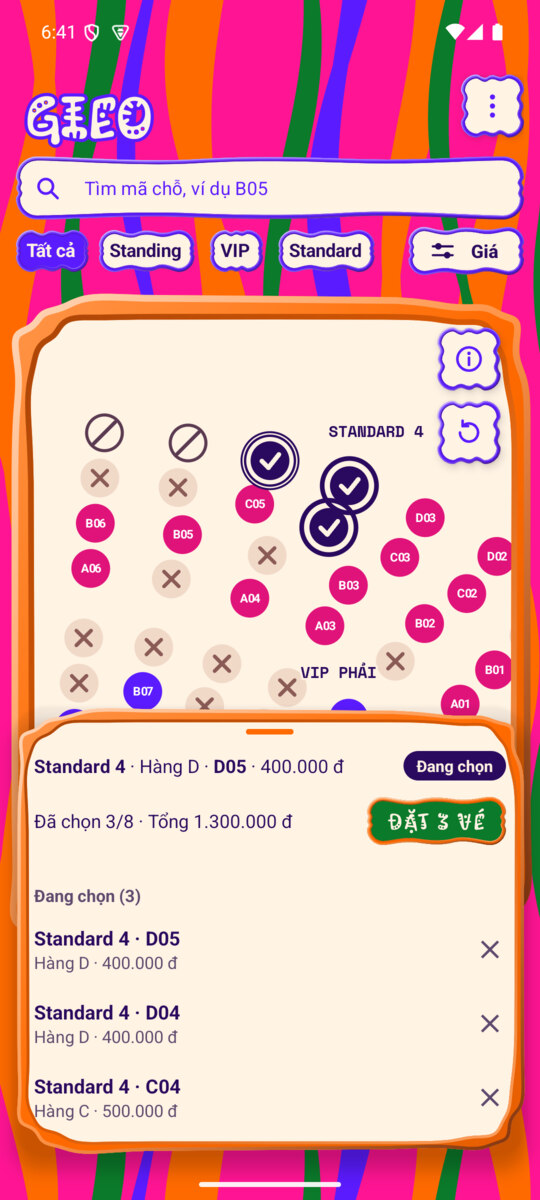 6:41
GIEO
Tìm mã chỗ, ví dụ B05
Tất cả
Standing
VIP
Standard
Giá
STANDARD 4
C05
D03
B06
B05
C03
D02
A06
B03
C02
A04
A03
B02
VIP PHẢI
B01
B07
A01
Standard 4 · Hàng D · D05 · 400.000 đ
Đang chọn
Đã chọn 3/8 · Tổng 1.300.000 đ
ĐẶT 3 VÉ
Đang chọn (3)
Standard 4 · D05
Hàng D · 400.000 đ
Standard 4 · D04
Hàng D · 400.000 đ
Standard 4 · C04
Hàng C · 500.000 đ